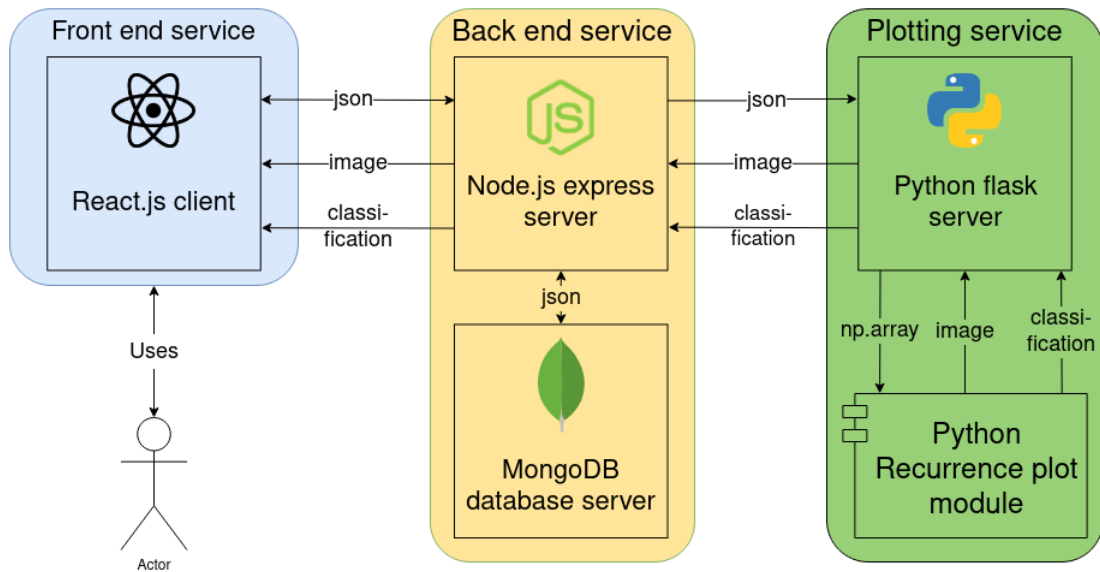 Front end service
Back end service
Plotting service
json
json
JS
image
image
React.js client
Node.js express
server
Python flask
server
classi-
fication
classi-
fication
json
Uses
np.array
image
classi-
fication
MongoDB
database server
Python
Recurrence plot
module
Actor